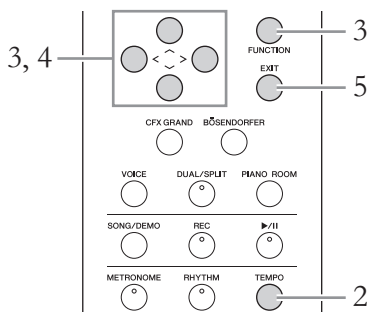 3
FUNCTION
3, 4
EXIT
5
CFX GRAND BÖSENDORFER
VOICE DUAL/SPLIT PIANO ROOM
SONG/DEMO REC ▶/II
METRONOME RHYTHM TEMPO
2